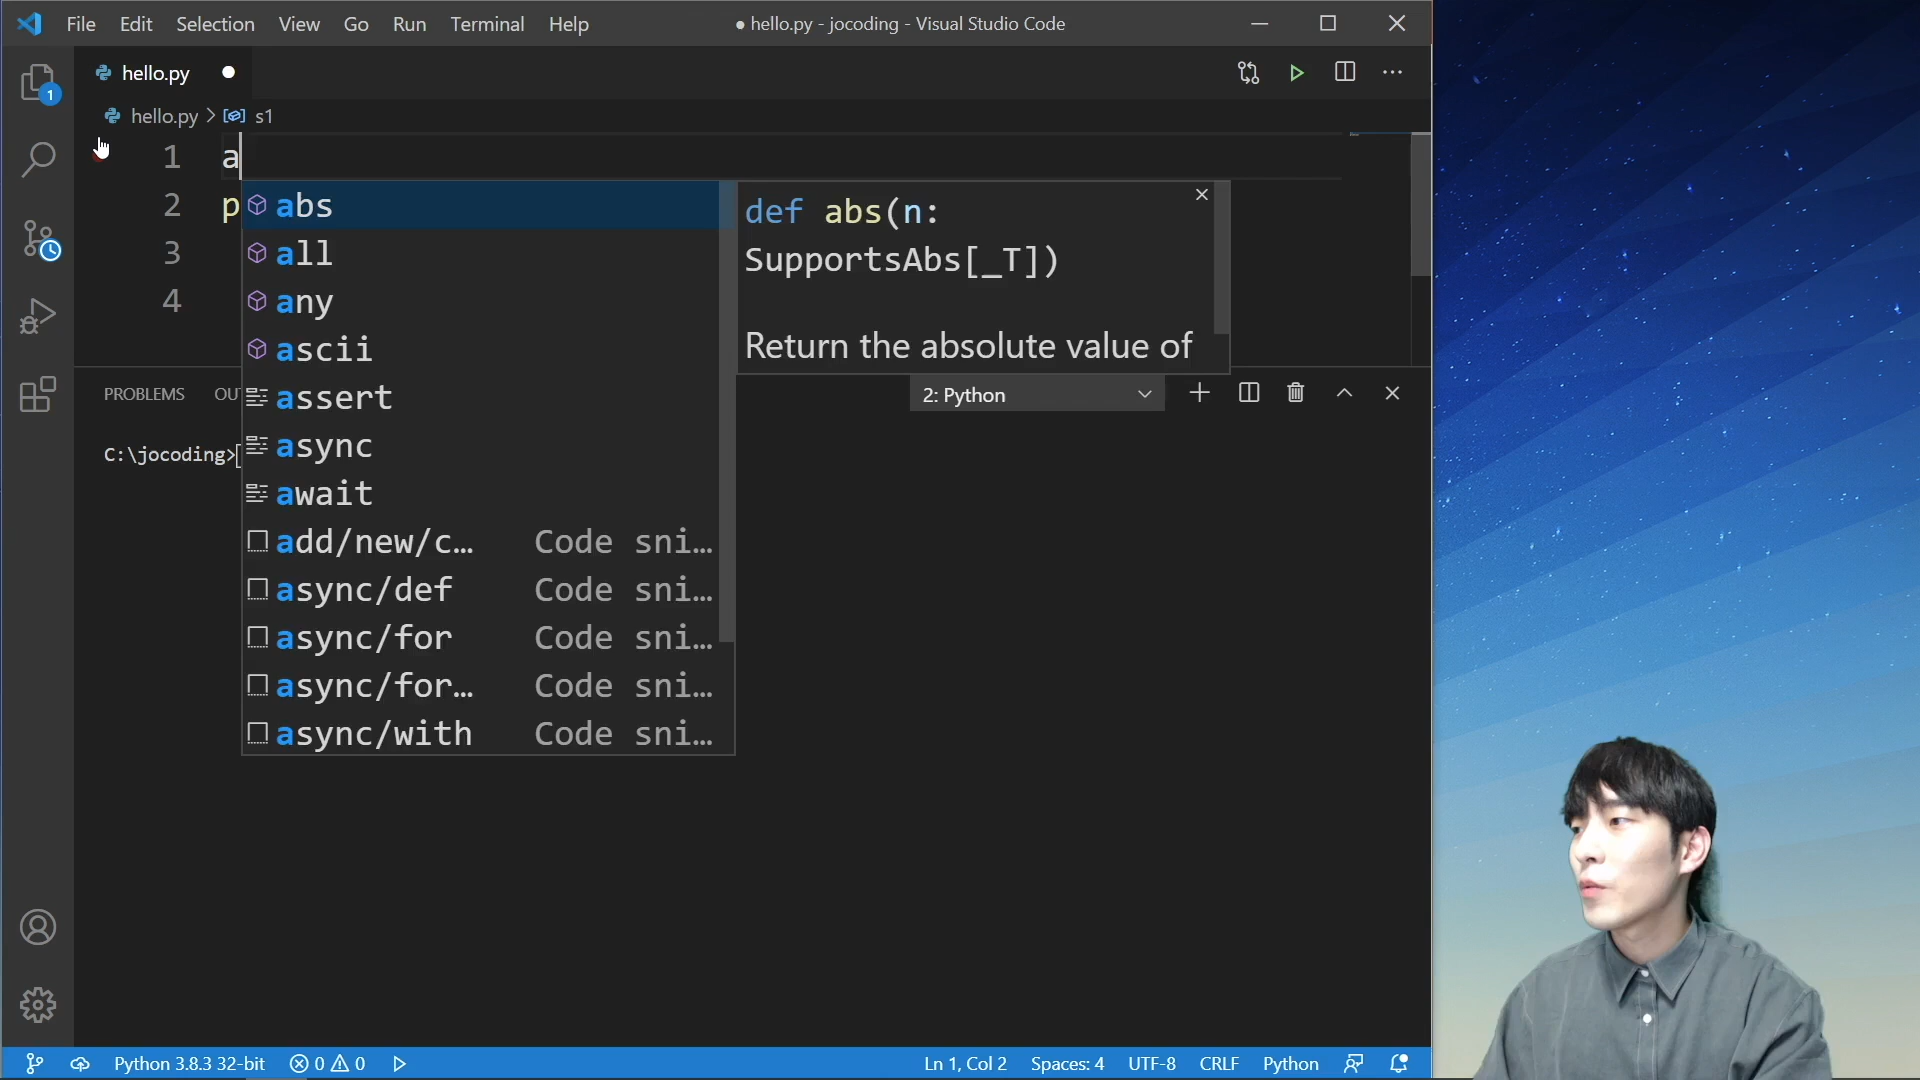 File Edit Selection View Go Run Terminal Help
● hello.py - jocoding - Visual Studio Code
1
hello.py
hello.py > s1
1 a
2 p
3
4
abs
all
any
ascii
assert
async
await
add/new/c... Code sni...
async/def Code sni...
async/for Code sni...
async/for... Code sni...
async/with Code sni...
def abs(n:
SupportsAbs[_T])
Return the absolute value of
PROBLEMS OU
2: Python
C:\jocoding>
Python 3.8.3 32-bit 0 0
Ln 1, Col 2 Spaces: 4 UTF-8 CRLF Python